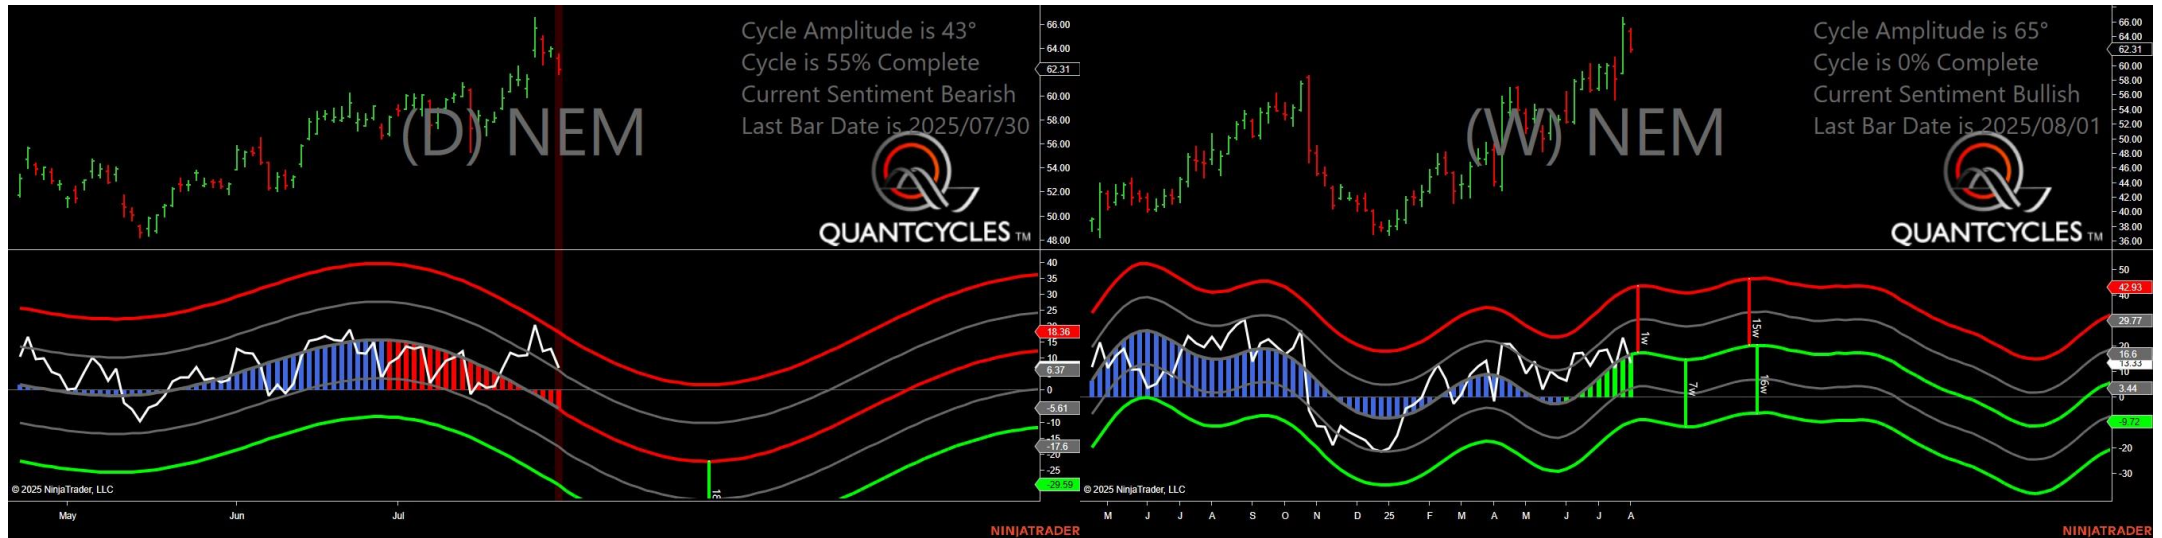 Cycle Amplitude is 43°
Cycle is 55% Complete
Current Sentiment Bearish
Last Bar Date is 2025/07/30
(D) NEM
QUANTCYCLES TM
66.00
64.00
62.31
60.00
58.00
56.00
54.00
52.00
50.00
48.00
40
35
30
25
18.36
15
10
6.37
0
-5.61
-10
-15
-17.6
-20
-25
-29.59
© 2025 NinjaTrader, LLC
May Jun Jul
NINJATRADER
Cycle Amplitude is 65°
Cycle is 0% Complete
Current Sentiment Bullish
Last Bar Date is 2025/08/01
(W) NEM
QUANTCYCLES TM
66.00
64.00
62.31
60.00
58.00
56.00
54.00
52.00
50.00
48.00
46.00
44.00
42.00
40.00
38.00
36.00
1w
15w
7w
16w
50
42.93
40
29.77
20
16.6
13.33
10
3.44
0
-9.72
-20
-30
© 2025 NinjaTrader, LLC
M J J A S O N D 25 F M A M J J A
NINJATRADER